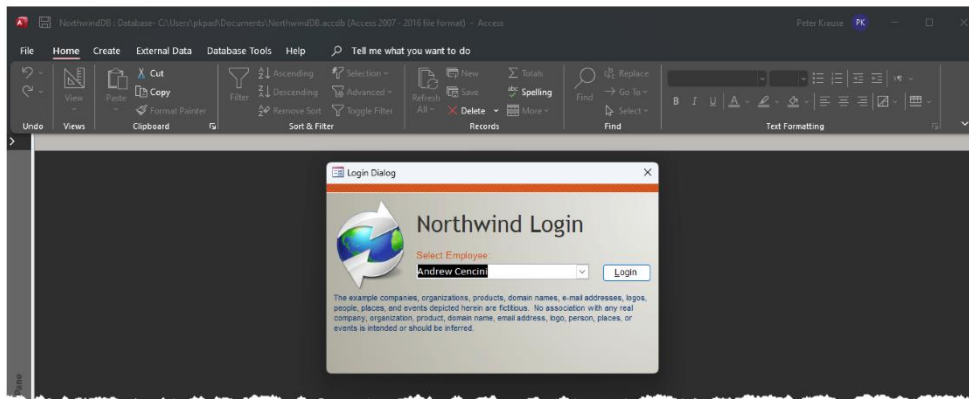 NorthwindDB : Database- C:\Users\pkpad\Documents\NorthwindDB.accdb (Access 2007 - 2016 file format) - Access
Peter Krause PK
File Home Create External Data Database Tools Help Tell me what you want to do
View
Paste
Cut
Copy
Format Painter
Filter
Ascending
Descending
Remove Sort
Selection
Advanced
Toggle Filter
Refresh
All
New
Save
Delete
Totals
Spelling
More
Find
Replace
Go To
Select
B I U A
Undo Views Clipboard Sort & Filter Records Find Text Formatting
Login Dialog
Northwind Login
Select Employee:
Andrew Cencini
Login
The example companies, organizations, products, domain names, e-mail addresses, logos,
people, places, and events depicted herein are fictitious. No association with any real
company, organization, product, domain name, email address, logo, person, places, or
events is intended or should be inferred.
Pane